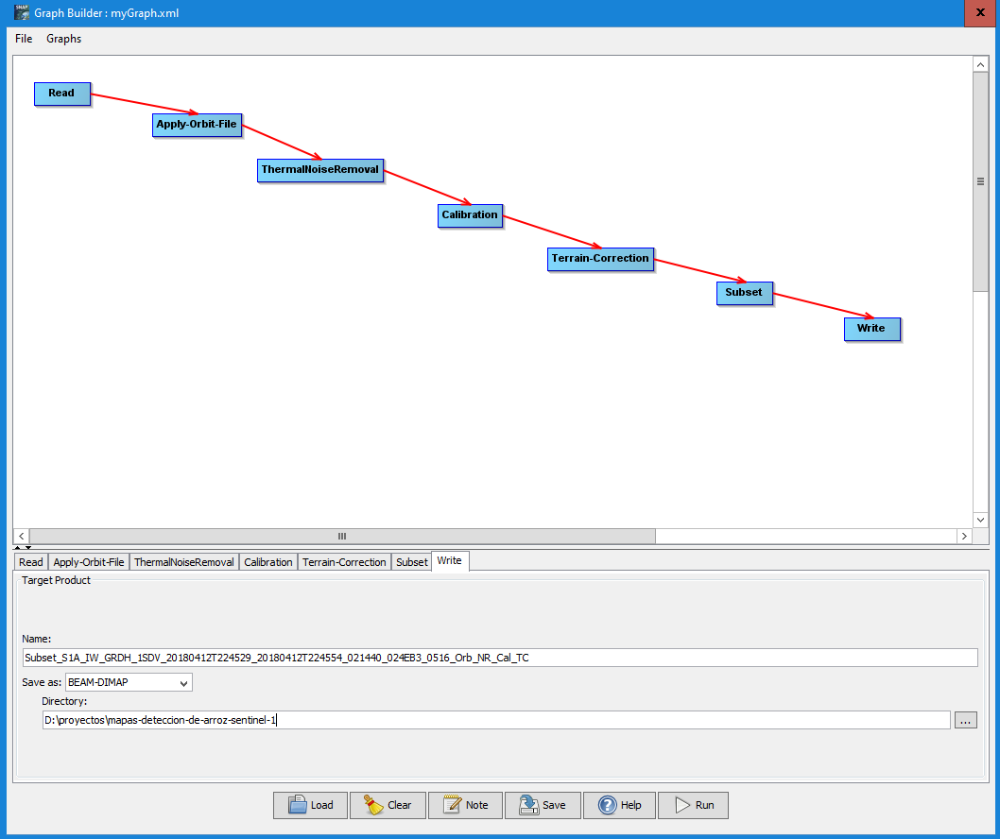 SNAP
Graph Builder : myGraph.xml
x
File Graphs
Read
Apply-Orbit-File
ThermalNoiseRemoval
Calibration
Terrain-Correction
Subset
Write
Read Apply-Orbit-File ThermalNoiseRemoval Calibration Terrain-Correction Subset Write
Target Product
Name:
Subset_S1A_IW_GRDH_1SDV_20180412T224529_20180412T224554_021440_024EB3_0516_Orb_NR_Cal_TC
Save as: BEAM-DIMAP
Directory:
D:\proyectos\mapas-deteccion-de-arroz-sentinel-1
...
Load Clear Note Save Help Run